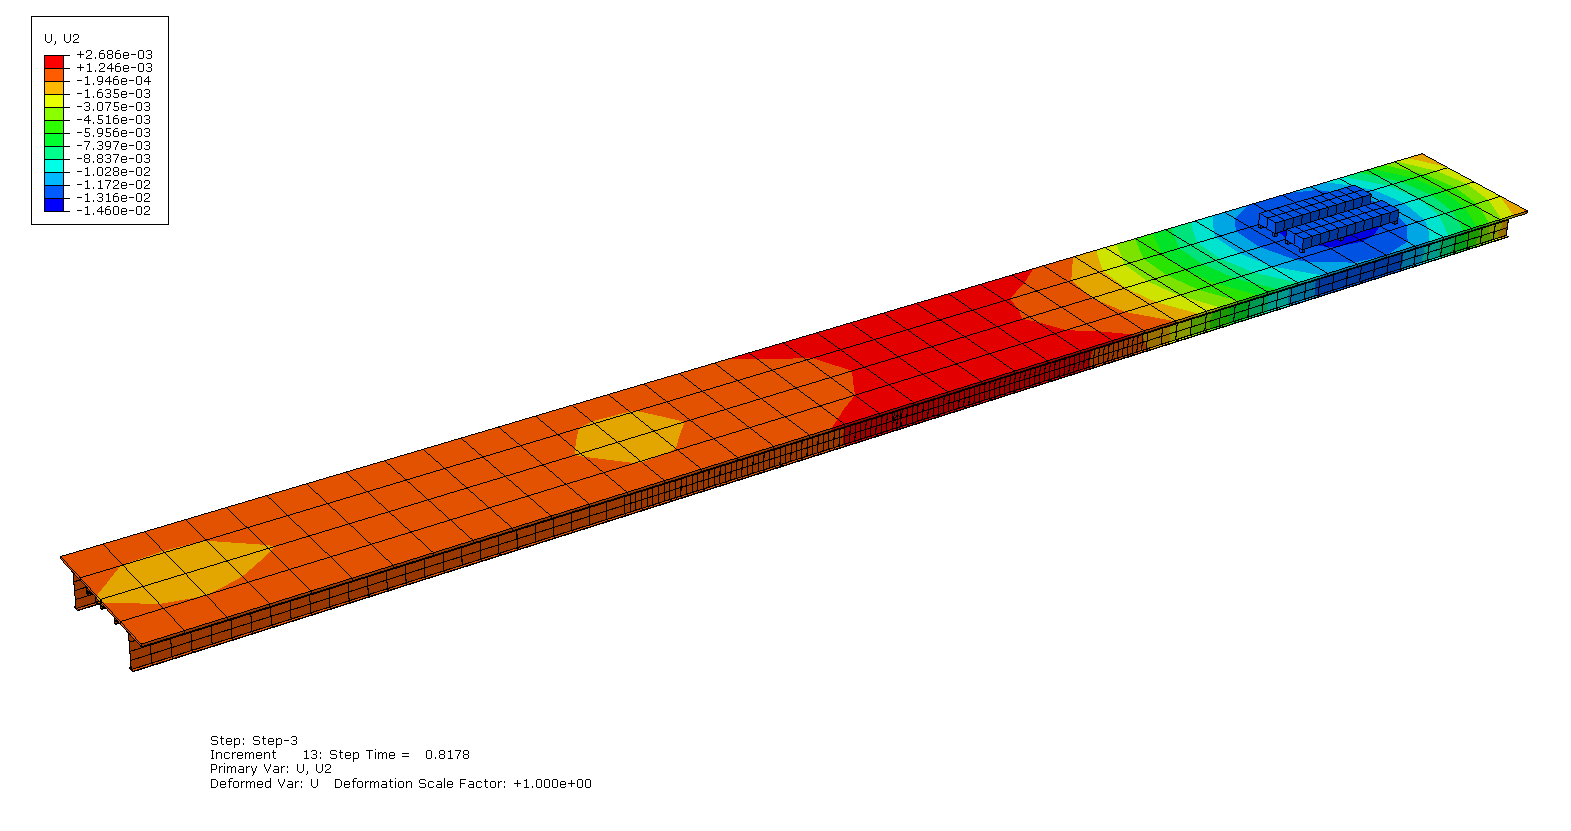 U, U2
+2.686e-03
+1.246e-03
-1.946e-04
-1.635e-03
-3.075e-03
-4.516e-03
-5.956e-03
-7.397e-03
-8.837e-03
-1.028e-02
-1.172e-02
-1.316e-02
-1.460e-02
Step: Step-3
Increment 13: Step Time = 0.8178
Primary Var: U, U2
Deformed Var: U Deformation Scale Factor: +1.000e+00